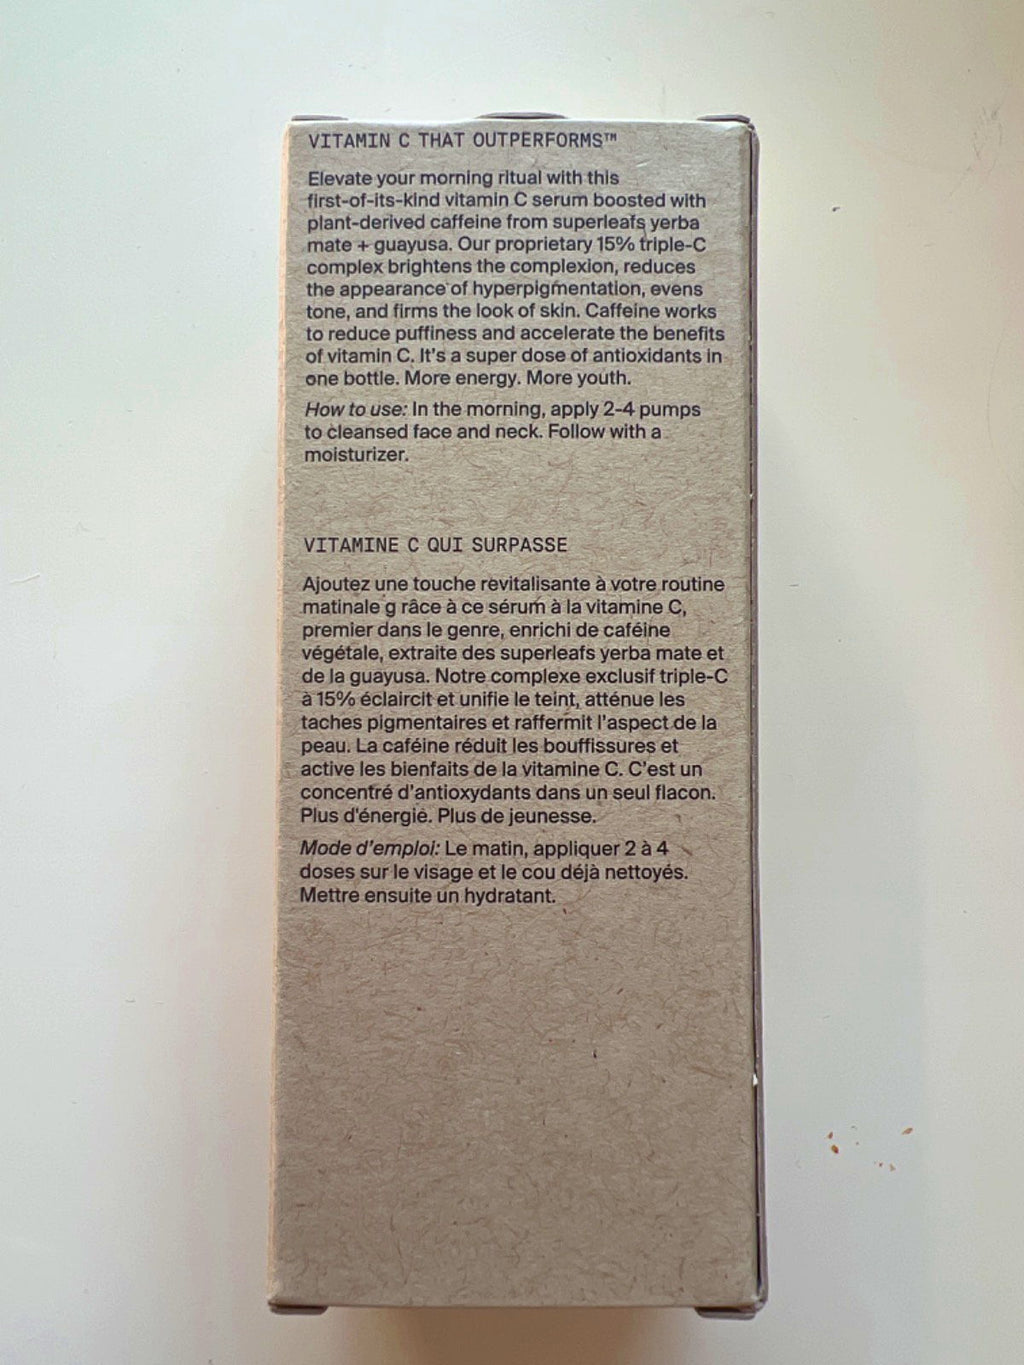 VITAMIN C THAT OUTPERFORMS™
Elevate your morning ritual with this
first-of-its-kind vitamin C serum boosted with
plant-derived caffeine from superleafs yerba
mate + guayusa. Our proprietary 15% triple-C
complex brightens the complexion, reduces
the appearance of hyperpigmentation, evens
tone, and firms the look of skin. Caffeine works
to reduce puffiness and accelerate the benefits
of vitamin C. It's a super dose of antioxidants in
one bottle. More energy. More youth.
How to use: In the morning, apply 2-4 pumps
to cleansed face and neck. Follow with a
moisturizer.
VITAMINE C QUI SURPASSE
Ajoutez une touche revitalisante à votre routine
matinale g râce à ce sérum à la vitamine C,
premier dans le genre, enrichi de caféine
végétale, extraite des superleafs yerba mate et
de la guayusa. Notre complexe exclusif triple-C
à 15% éclaircit et unifie le teint, atténue les
taches pigmentaires et raffermit l'aspect de la
peau. La caféine réduit les bouffissures et
active les bienfaits de la vitamine C. C'est un
concentré d'antioxydants dans un seul flacon.
Plus d'énergie. Plus de jeunesse.
Mode d'emploi: Le matin, appliquer 2 à 4
doses sur le visage et le cou déjà nettoyés.
Mettre ensuite un hydratant.